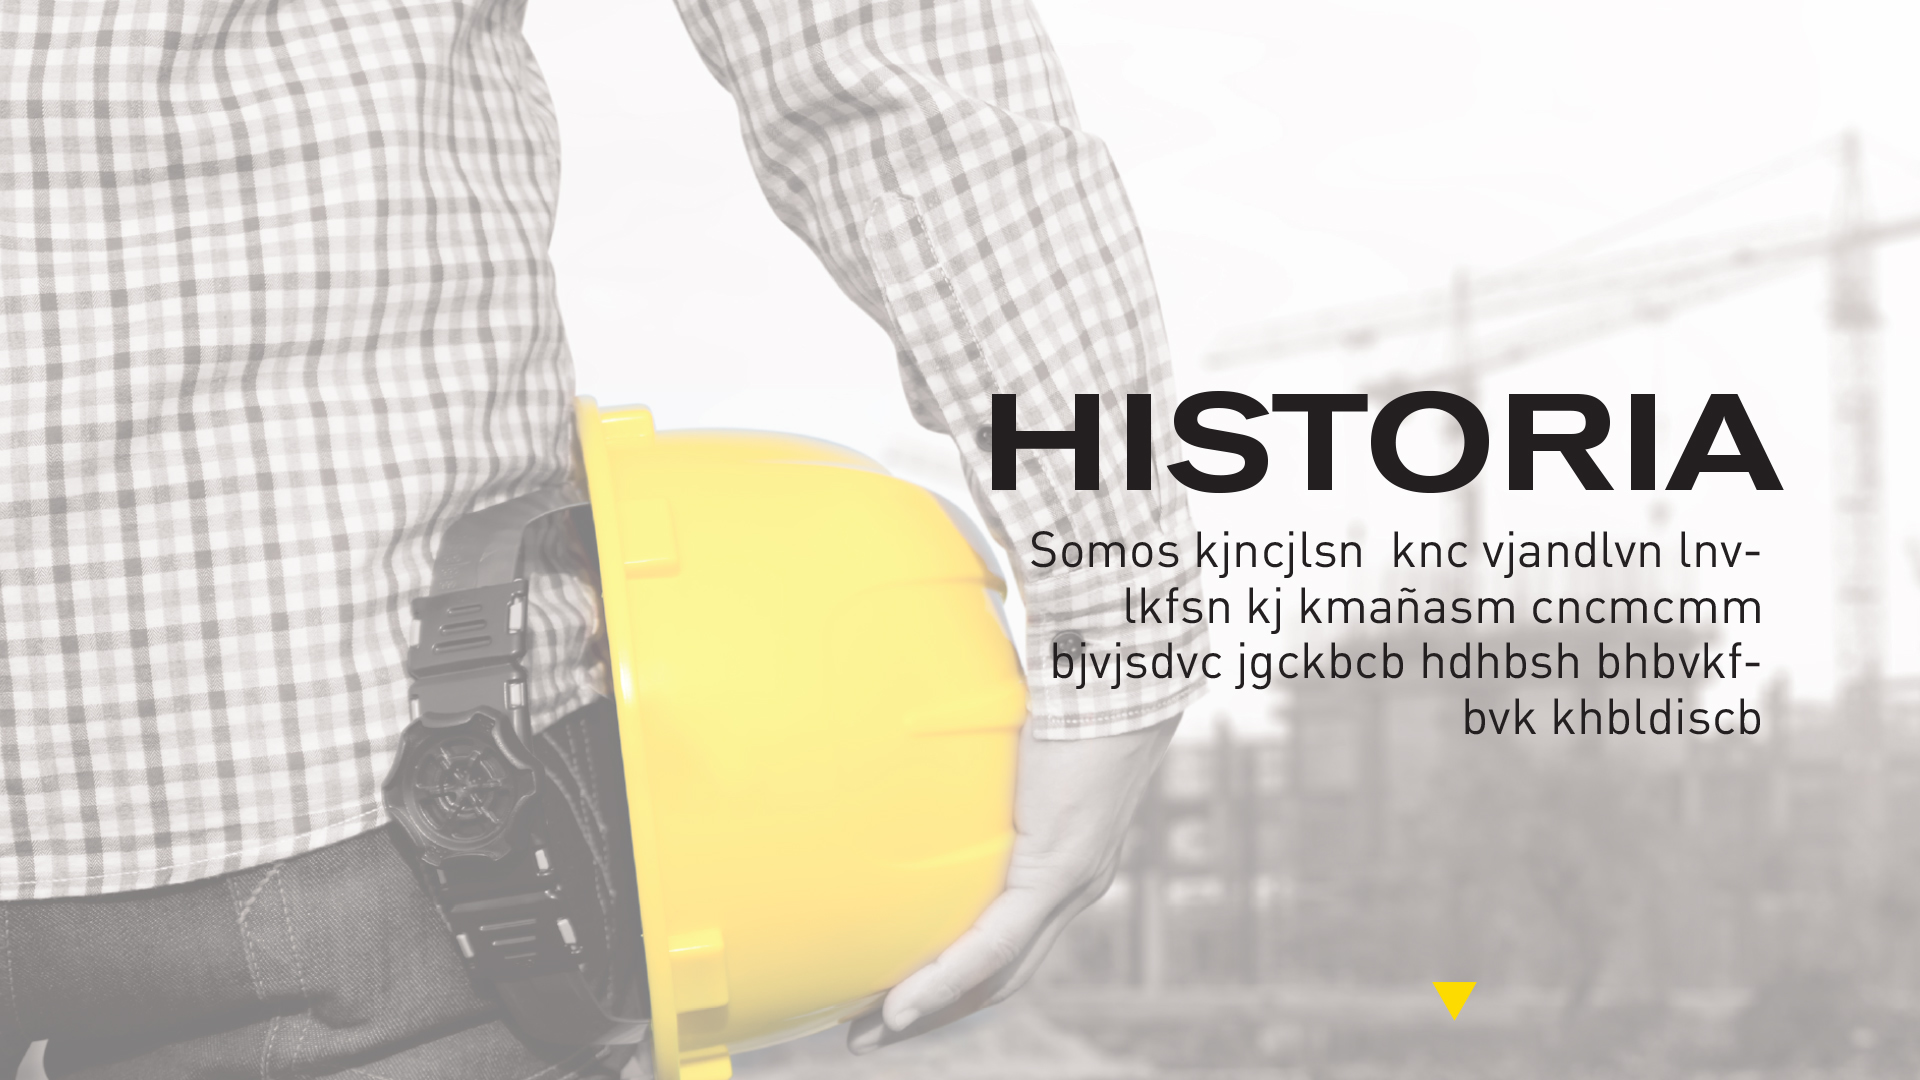 HISTORIA
Somos kjncjlsn  knc vjandlvn lnv-
lkfsn kj kmañasm cncmcmm
bjvjsdvc jgckbcb hdhbsh bhbvkf-
bvk khbldiscb